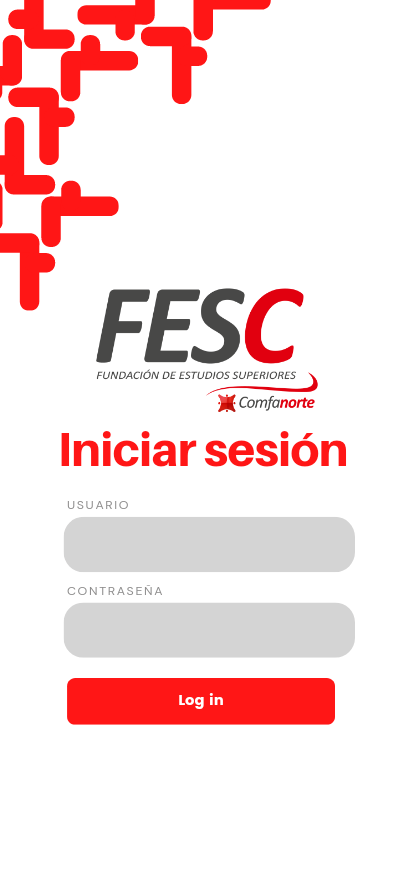 FESC
FUNDACIÓN DE ESTUDIOS SUPERIORES
Comfanorte
Iniciar sesión
USUARIO
CONTRASEÑA
Log in